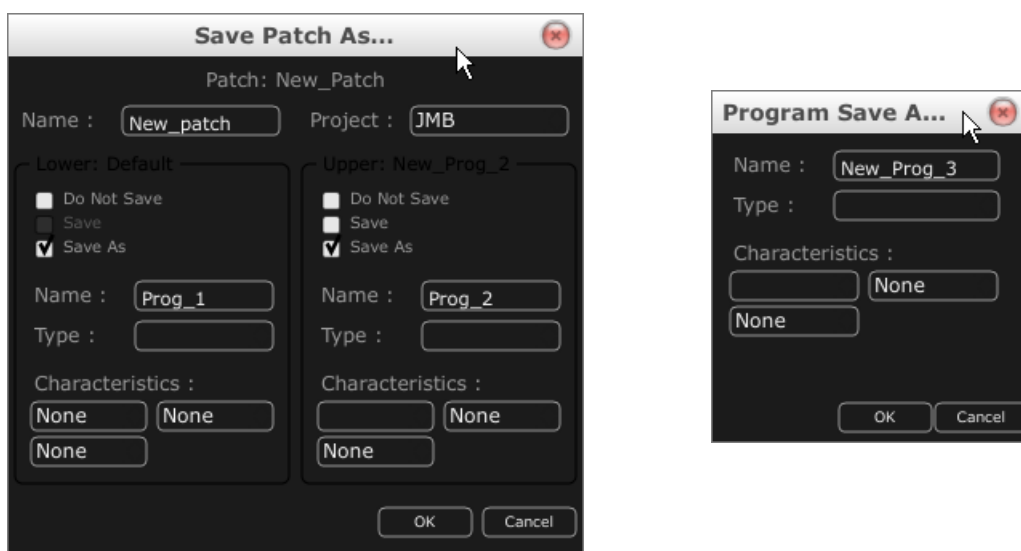 Save Patch As...
Patch: New_Patch
Name : New_patch Project : JMB
Lower: Default
Do Not Save
Save
Save As
Name : Prog_1
Type :
Characteristics :
None None
None
Upper: New_Prog_2
Do Not Save
Save
Save As
Name : Prog_2
Type :
Characteristics :
None
None
OK Cancel
Program Save A...
Name : New_Prog_3
Type :
Characteristics :
None
None
OK Cancel